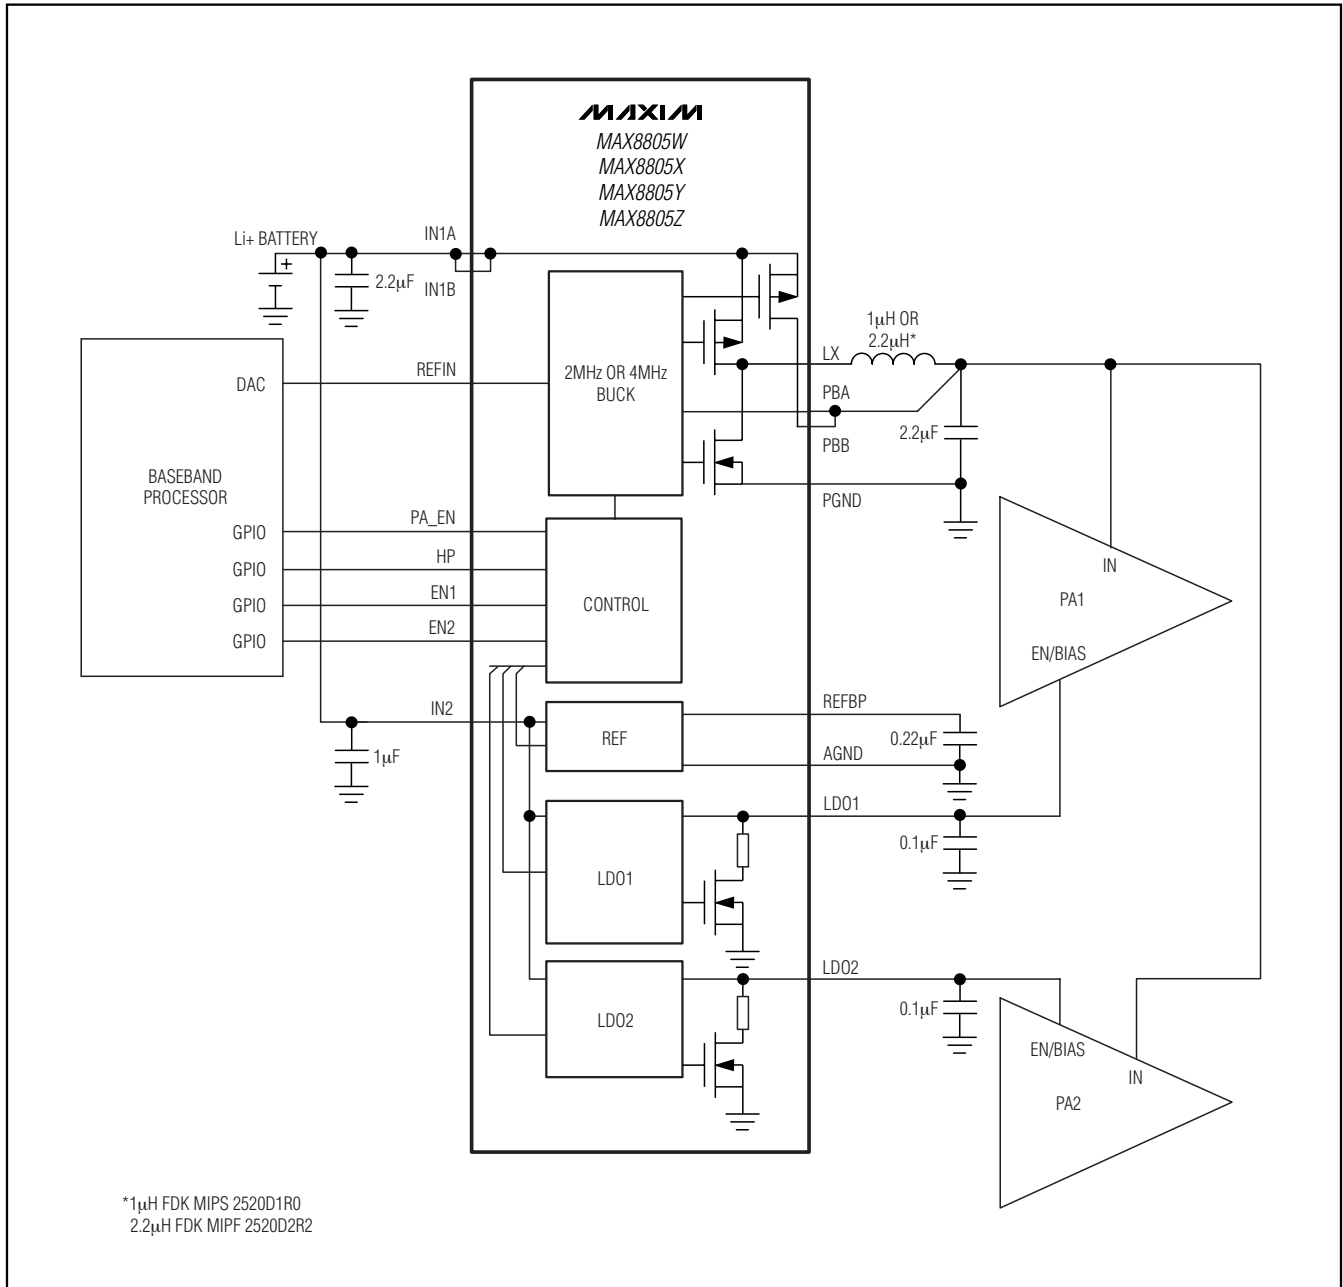 MAXIM
MAX8805W
MAX8805X
MAX8805Y
MAX8805Z
Li+ BATTERY
+
2.2μF
IN1A
IN1B
BASEBAND
PROCESSOR
DAC
GPIO
GPIO
GPIO
GPIO
REFIN
PA_EN
HP
EN1
EN2
IN2
1μF
2MHz OR 4MHz
BUCK
CONTROL
REF
LDO1
LDO2
LX
PBA
PBB
PGND
1μH OR
2.2μH*
2.2μF
REFBP
0.22μF
AGND
LDO1
0.1μF
LDO2
0.1μF
IN
PA1
EN/BIAS
EN/BIAS
IN
PA2
*1μH FDK MIPS 2520D1R0
2.2μH FDK MIPF 2520D2R2